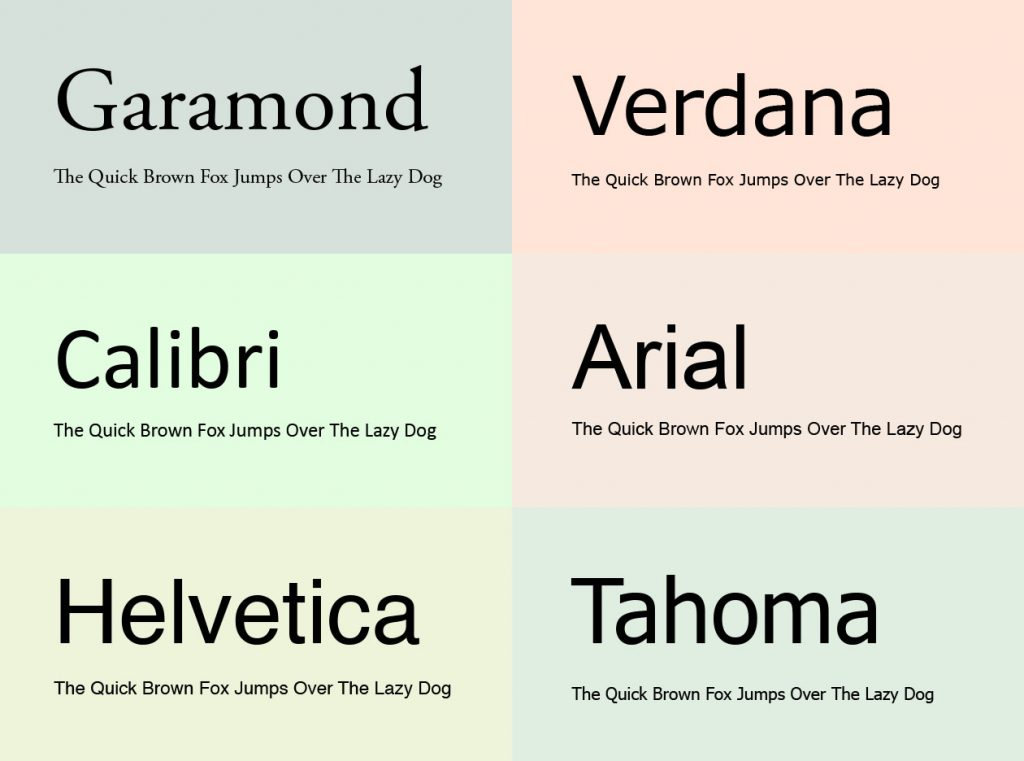 Garamond
The Quick Brown Fox Jumps Over The Lazy Dog
Verdana
The Quick Brown Fox Jumps Over The Lazy Dog
Calibri
The Quick Brown Fox Jumps Over The Lazy Dog
Arial
The Quick Brown Fox Jumps Over The Lazy Dog
Helvetica
The Quick Brown Fox Jumps Over The Lazy Dog
Tahoma
The Quick Brown Fox Jumps Over The Lazy Dog